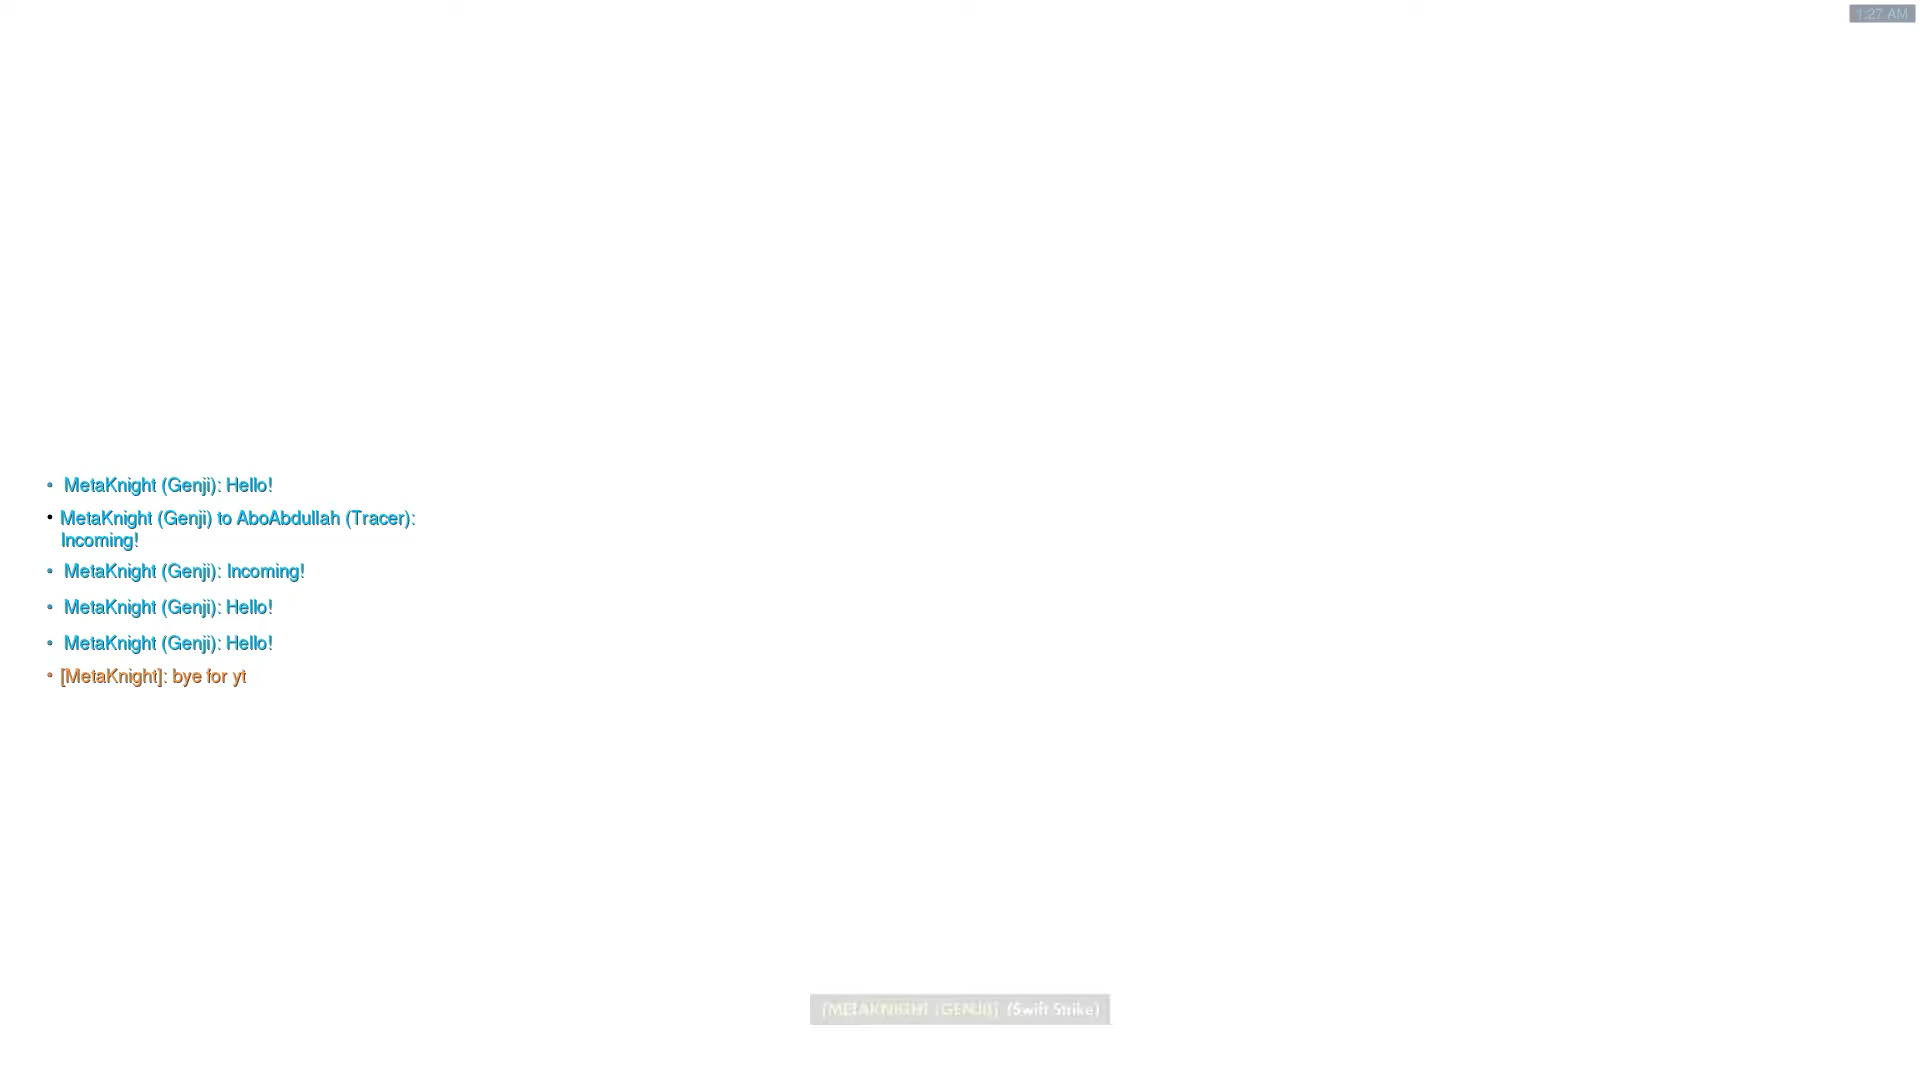 1:27 AM
• MetaKnight (Genji): Hello!
• MetaKnight (Genji) to AboAbdullah (Tracer):
Incoming!
• MetaKnight (Genji): Incoming!
• MetaKnight (Genji): Hello!
• MetaKnight (Genji): Hello!
• [MetaKnight]: bye for yt
[METAKNIGHT (GENJI)] (Swift Strike)